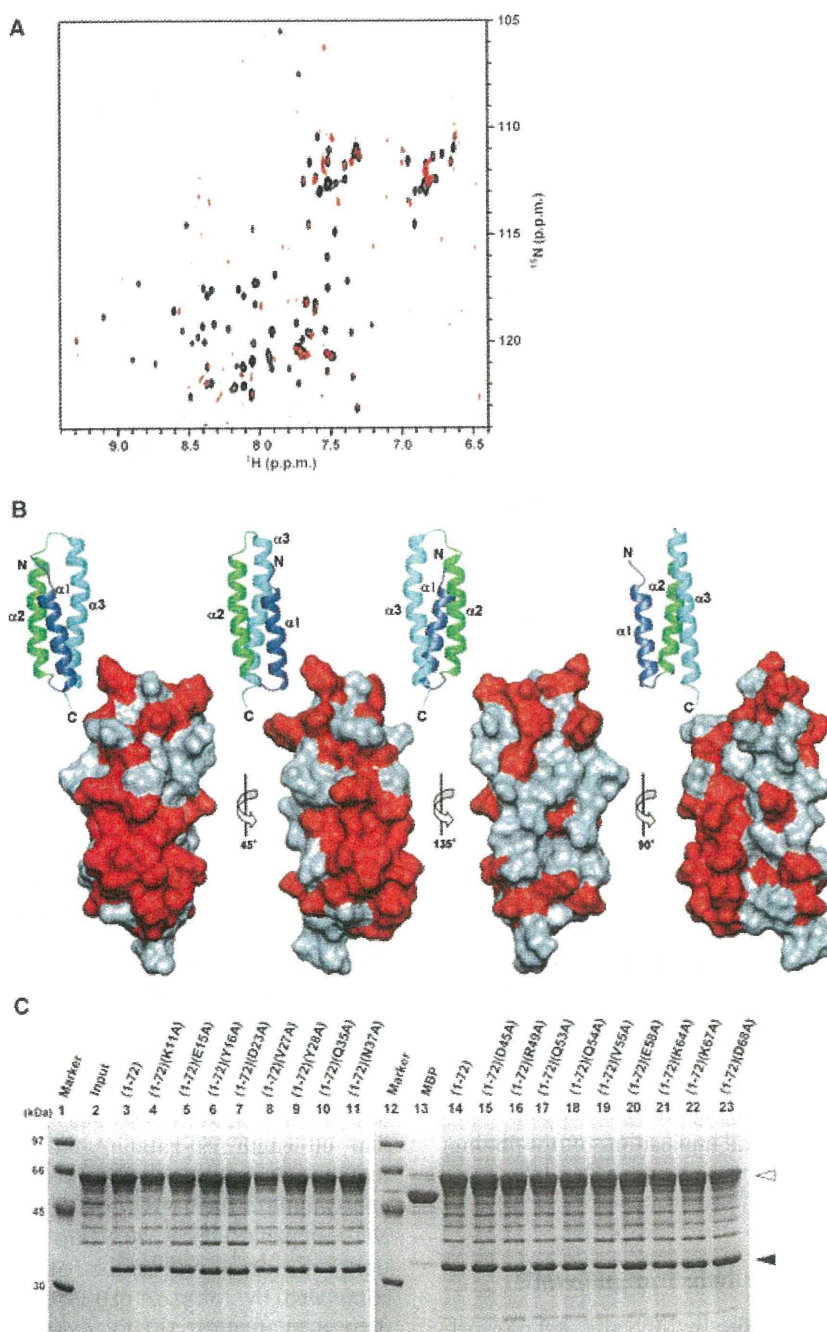 A
105
110
115
120
¹⁵N (p.p.m.)
9.0 8.5 8.0 7.5 7.0 6.5
¹H (p.p.m.)
B
N
α1
α2
α3
C
α3
N
α2
α1
C
α1
N
α3
α2
C
N
α2
α1
α3
C
45°
135°
90°
C
Marker
Input
(1-72)
(1-72)(K11A)
(1-72)(E15A)
(1-72)(Y16A)
(1-72)(D23A)
(1-72)(V27A)
(1-72)(Y28A)
(1-72)(Q35A)
(1-72)(N37A)
Marker
MBP
(1-72)
(1-72)(D45A)
(1-72)(R49A)
(1-72)(Q53A)
(1-72)(Q54A)
(1-72)(V55A)
(1-72)(E58A)
(1-72)(K64A)
(1-72)(K67A)
(1-72)(D68A)
(kDa) 1 2 3 4 5 6 7 8 9 10 11 12 13 14 15 16 17 18 19 20 21 22 23
97
66
45
30